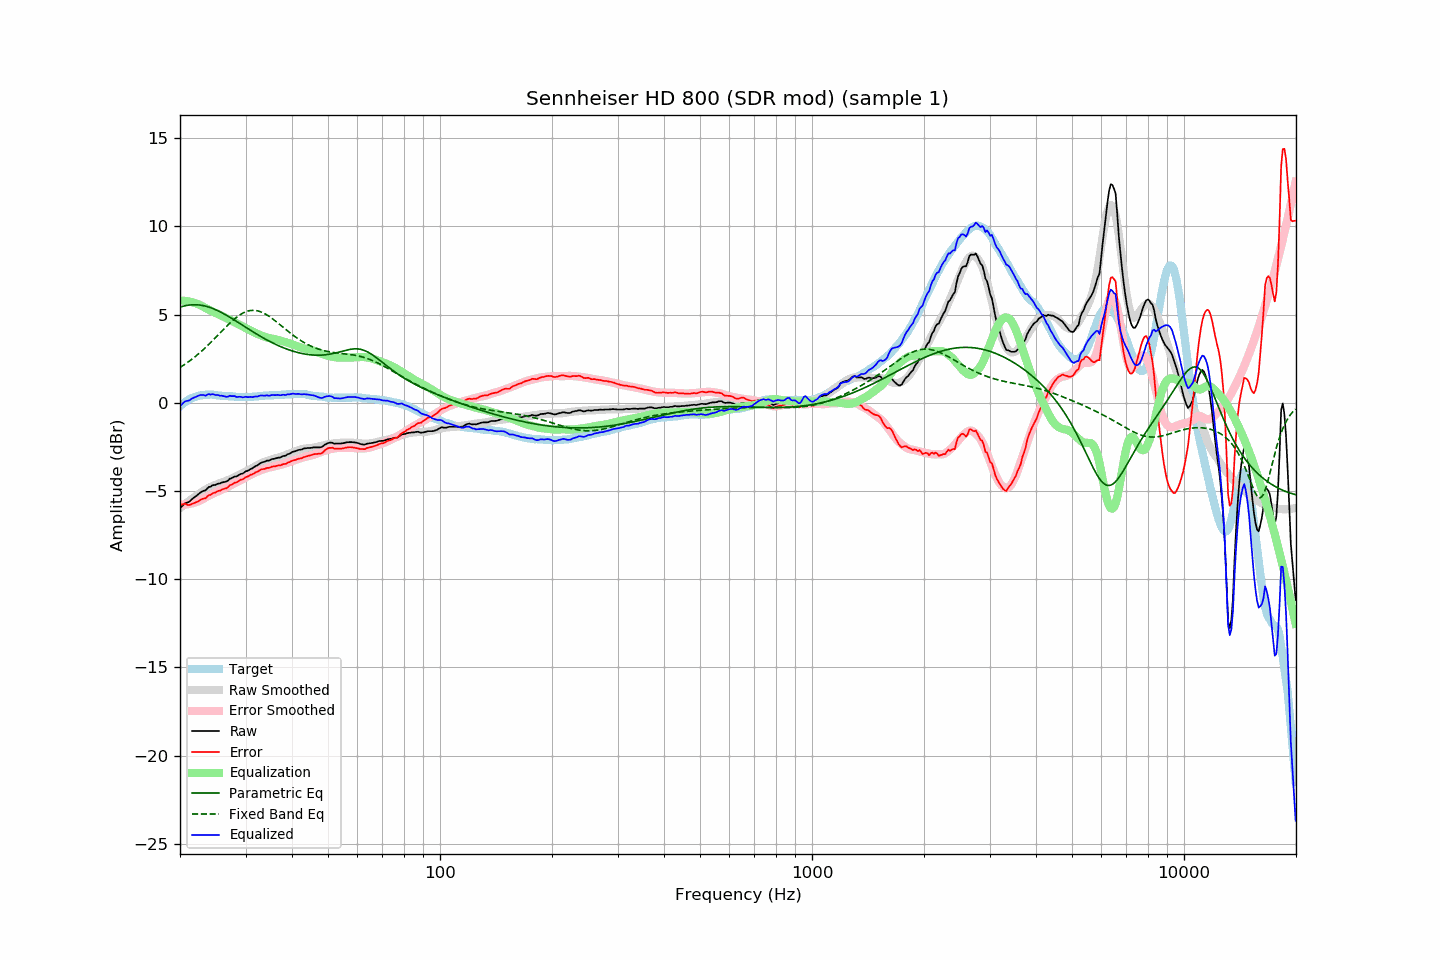 Sennheiser HD 800 (SDR mod) (sample 1)
15
10
5
0
−5
−10
−15
−20
−25
Amplitude (dBr)
Target
Raw Smoothed
Error Smoothed
Raw
Error
Equalization
Parametric Eq
Fixed Band Eq
Equalized
100
1000
10000
Frequency (Hz)